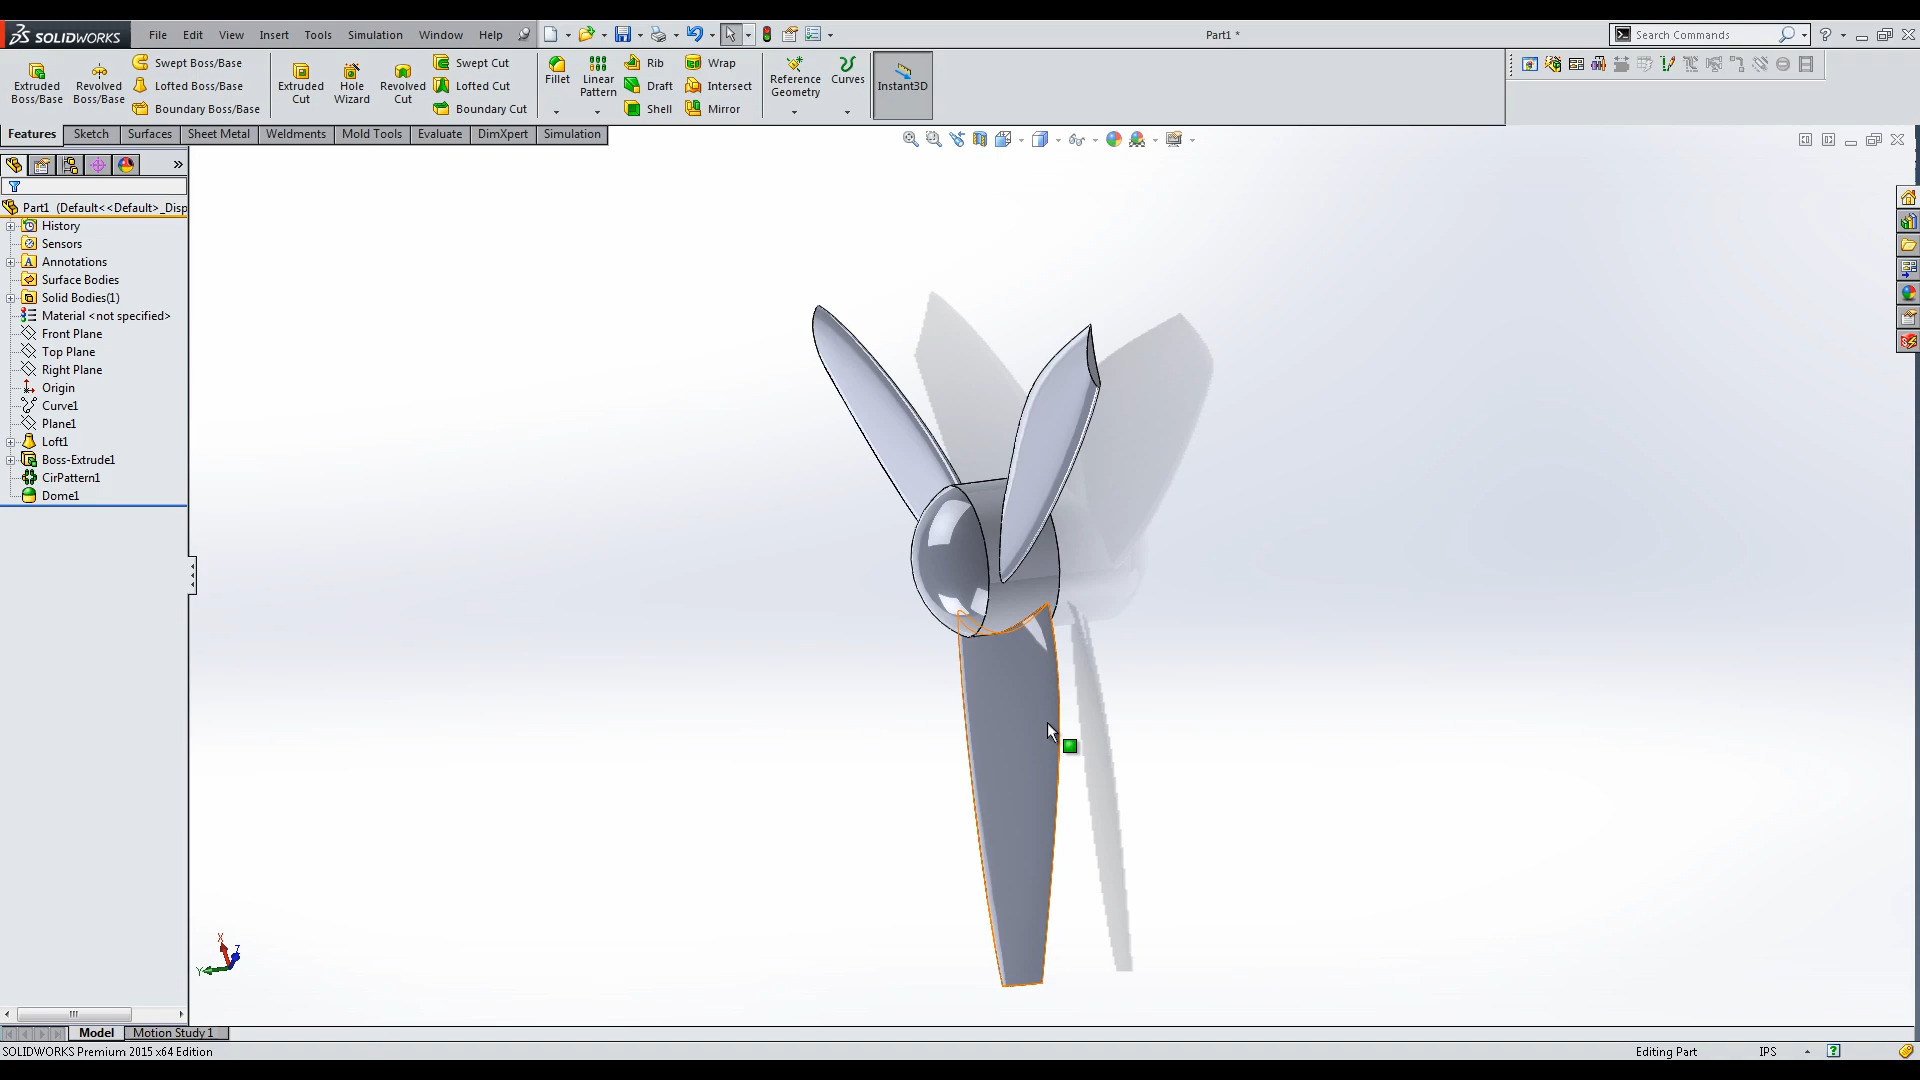 SOLIDWORKS File Edit View Insert Tools Simulation Window Help Part1 * Search Commands
Extruded Boss/Base
Revolved Boss/Base
Swept Boss/Base
Lofted Boss/Base
Boundary Boss/Base
Extruded Cut
Hole Wizard
Revolved Cut
Swept Cut
Lofted Cut
Boundary Cut
Fillet
Linear Pattern
Rib
Draft
Shell
Wrap
Intersect
Mirror
Reference Geometry
Curves
Instant3D
Features Sketch Surfaces Sheet Metal Weldments Mold Tools Evaluate DimXpert Simulation
Part1 (Default<<Default>_Disp
History
Sensors
Annotations
Surface Bodies
Solid Bodies(1)
Material <not specified>
Front Plane
Top Plane
Right Plane
Origin
Curve1
Plane1
Loft1
Boss-Extrude1
CirPattern1
Dome1
X
Y
Z
Model Motion Study 1
SOLIDWORKS Premium 2015 x64 Edition Editing Part IPS